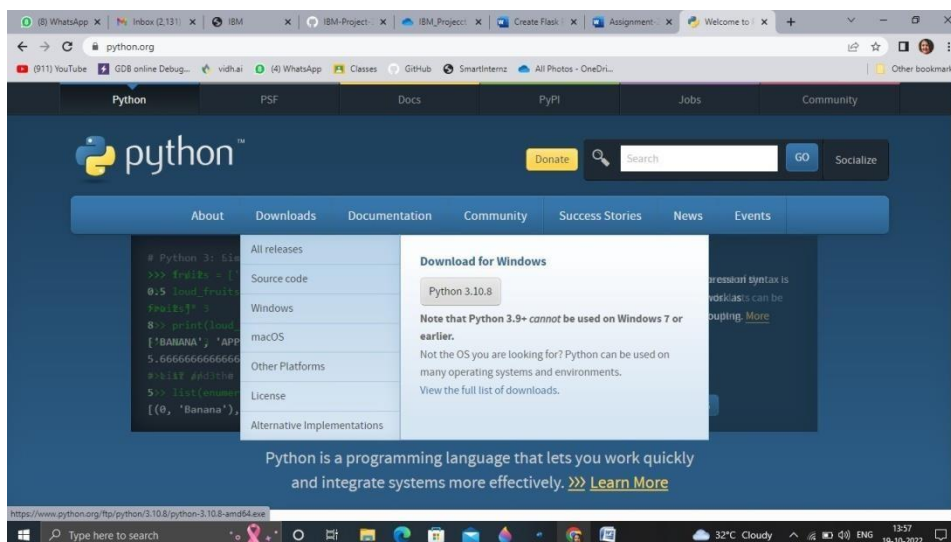 (8) WhatsApp
Inbox (2,131)
IBM
IBM-Project-
IBM_Project
Create Flask
Assignment-
Welcome to
python.org
(911) YouTube
GDB online Debug...
vidh.ai
(4) WhatsApp
Classes
GitHub
SmartInternz
All Photos - OneDri...
Other bookmark
Python
PSF
Docs
PyPI
Jobs
Community
python™
Donate
Search
GO
Socialize
About
Downloads
Documentation
Community
Success Stories
News
Events
# Python 3: Sim
>>> fruits = ['
loud_fruits
>> print(loud_
['BANANA', 'APP
5.6666666666666
>> list(enumer
[(0, 'Banana'),
All releases
Source code
Windows
macOS
Other Platforms
License
Alternative Implementations
Download for Windows
Python 3.10.8
Note that Python 3.9+ cannot be used on Windows 7 or
earlier.
Not the OS you are looking for? Python can be used on
many operating systems and environments.
View the full list of downloads.
syntax is
can be
More
Python is a programming language that lets you work quickly
and integrate systems more effectively. >>> Learn More
https://www.python.org/ftp/python/3.10.8/python-3.10.8-amd64.exe
Type here to search
32°C Cloudy
ENG
13:57
19-10-2022